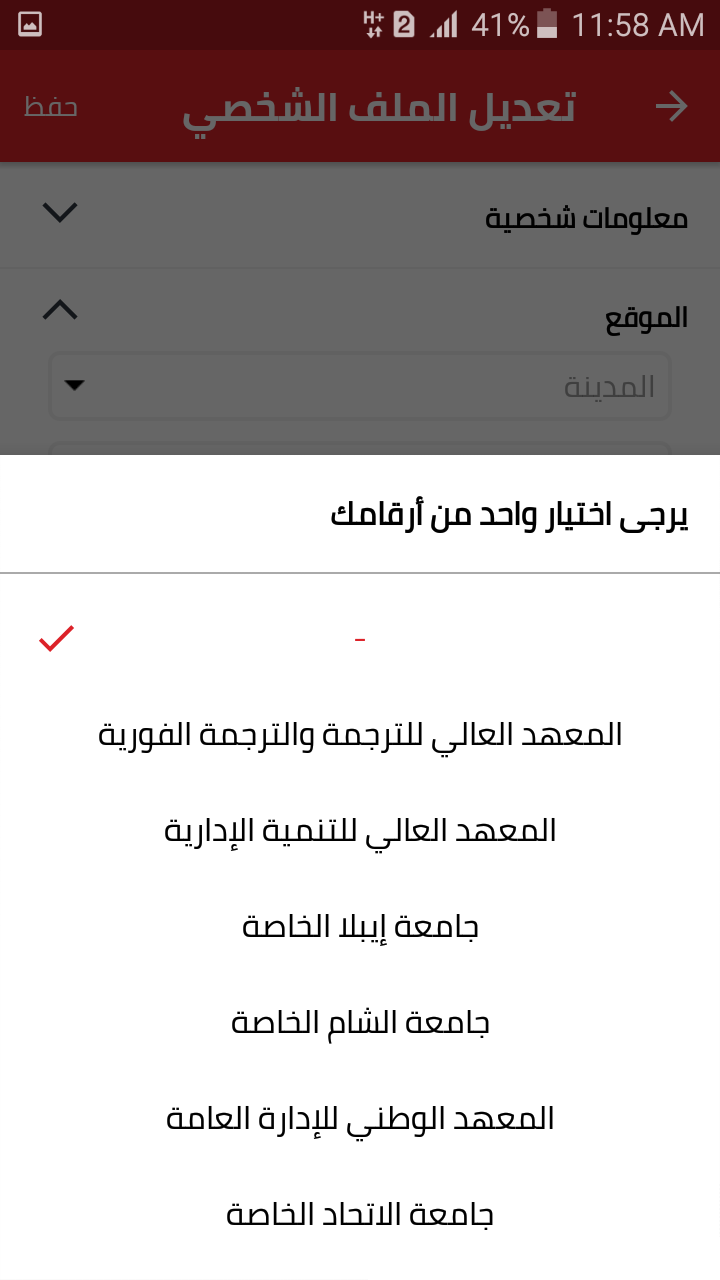 H+ 2 41% 11:58 AM
تعديل الملف الشخصي
حفظ
معلومات شخصية
الموقع
المدينة
يرجى اختيار واحد من أرقامك
-
المعهد العالي للترجمة والترجمة الفورية
المعهد العالي للتنمية الإدارية
جامعة إيبلا الخاصة
جامعة الشام الخاصة
المعهد الوطني للإدارة العامة
جامعة الاتحاد الخاصة